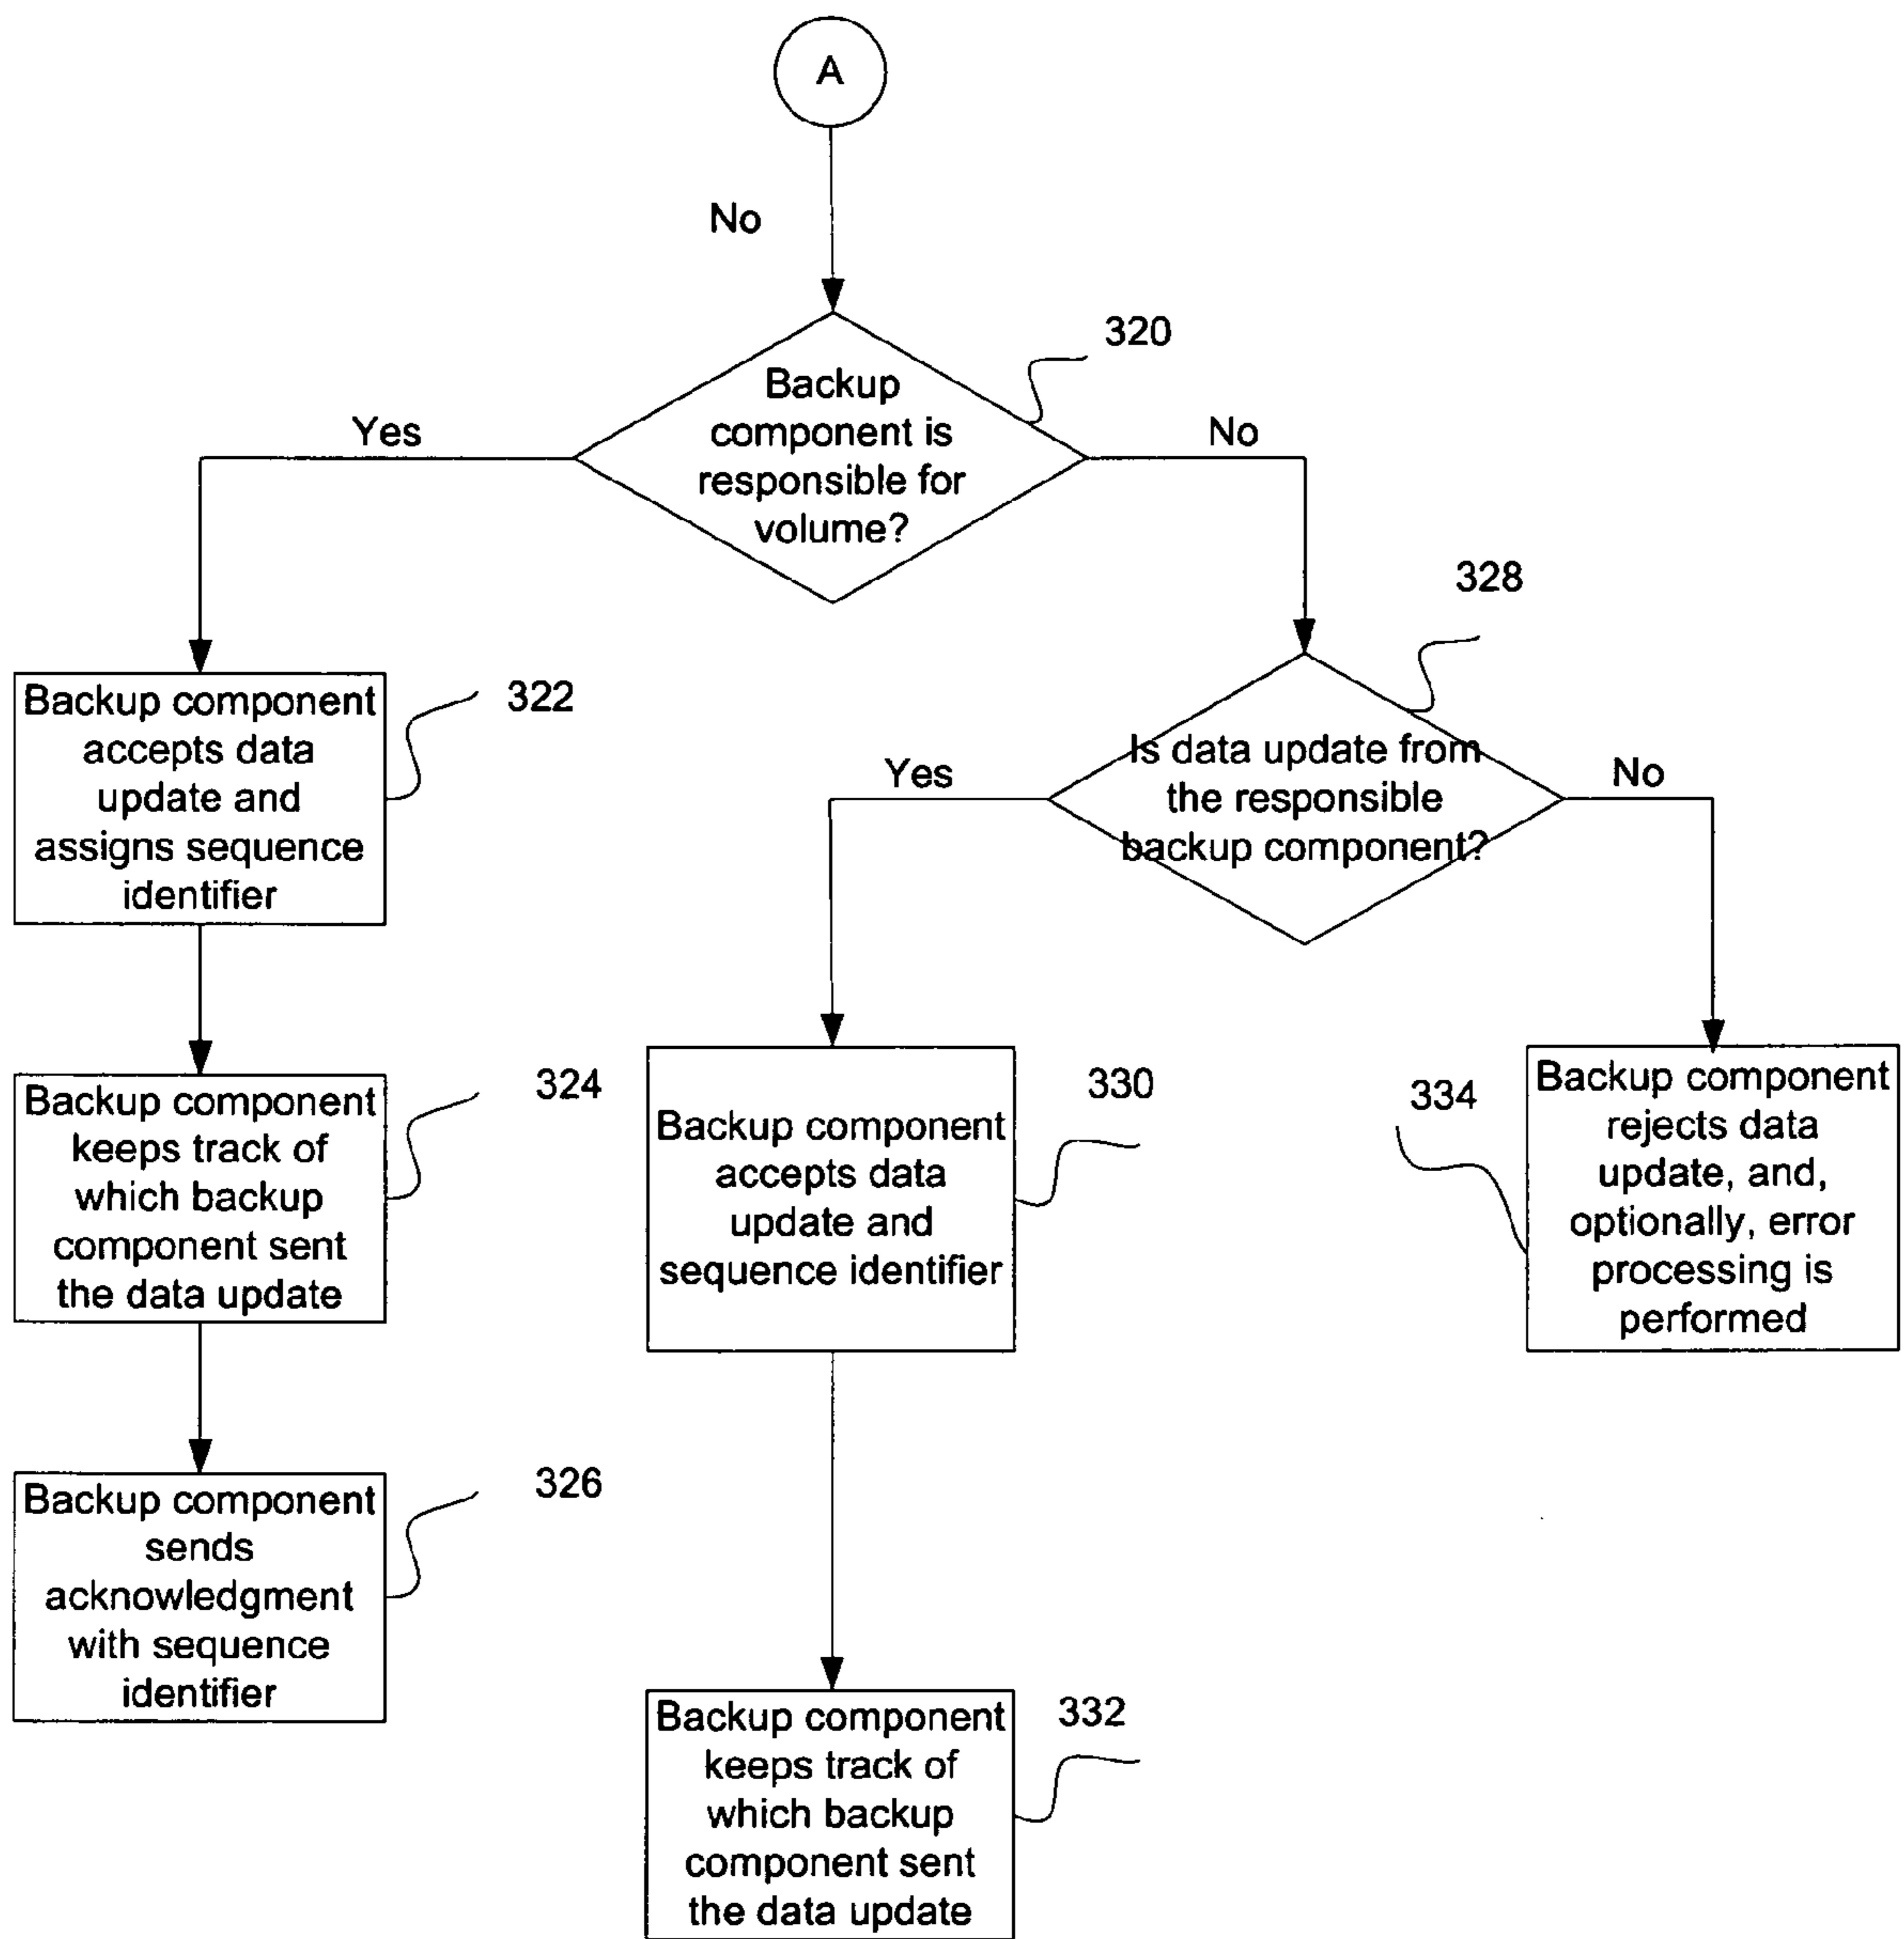 A
No
320
Backup
component is
responsible for
volume?
Yes
No
328
Is data update from
the responsible
backup component?
Yes
No
Backup component
accepts data
update and
assigns sequence
identifier
322
Backup component
keeps track of
which backup
component sent
the data update
324
Backup component
sends
acknowledgment
with sequence
identifier
326
Backup component
accepts data
update and
sequence identifier
330
Backup component
keeps track of
which backup
component sent
the data update
332
334
Backup component
rejects data
update, and,
optionally, error
processing is
performed